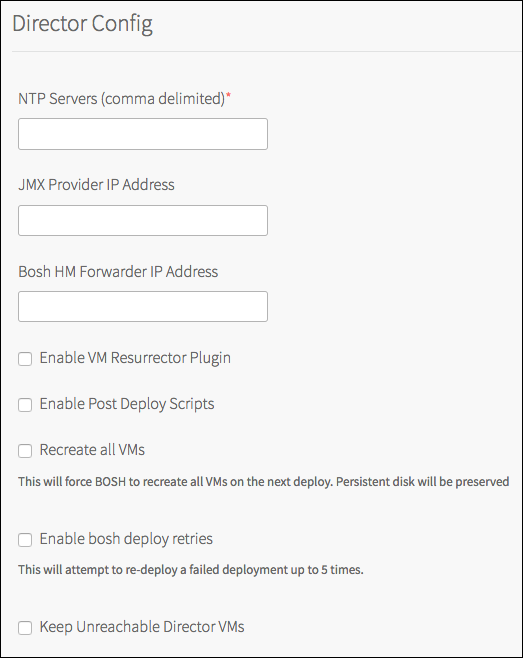 Director Config
NTP Servers (comma delimited)*
JMX Provider IP Address
Bosh HM Forwarder IP Address
Enable VM Resurrector Plugin
Enable Post Deploy Scripts
Recreate all VMs
This will force BOSH to recreate all VMs on the next deploy. Persistent disk will be preserved
Enable bosh deploy retries
This will attempt to re-deploy a failed deployment up to 5 times.
Keep Unreachable Director VMs